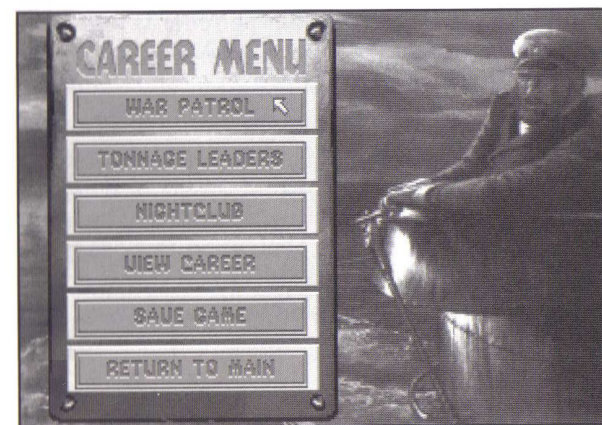 CAREER MENU
WAR PATROL
TONNAGE LEADERS
NIGHTCLUB
VIEW CAREER
SAVE GAME
RETURN TO MAIN